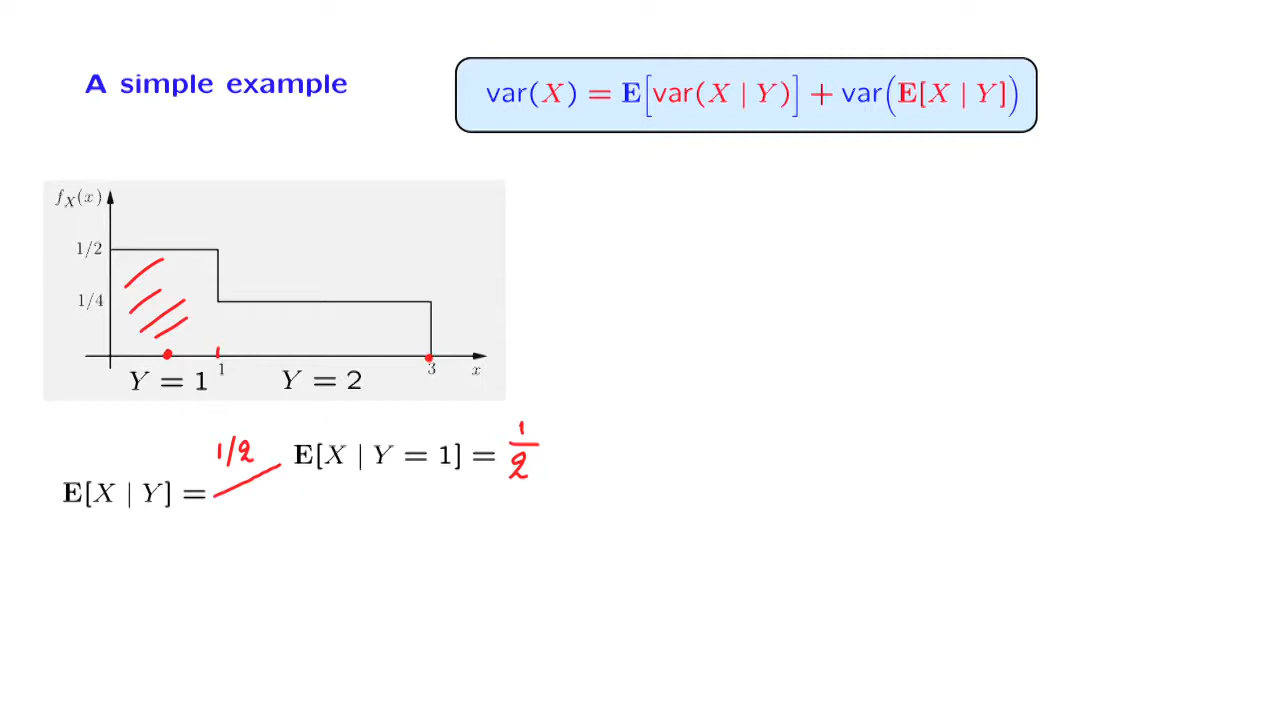 A simple example
var(X) = E[var(X | Y)] + var(E[X | Y])
f_X(x)
1/2
1/4
1
3
x
Y = 1
Y = 2
1/2
E[X | Y = 1] = 1/2
E[X | Y] =